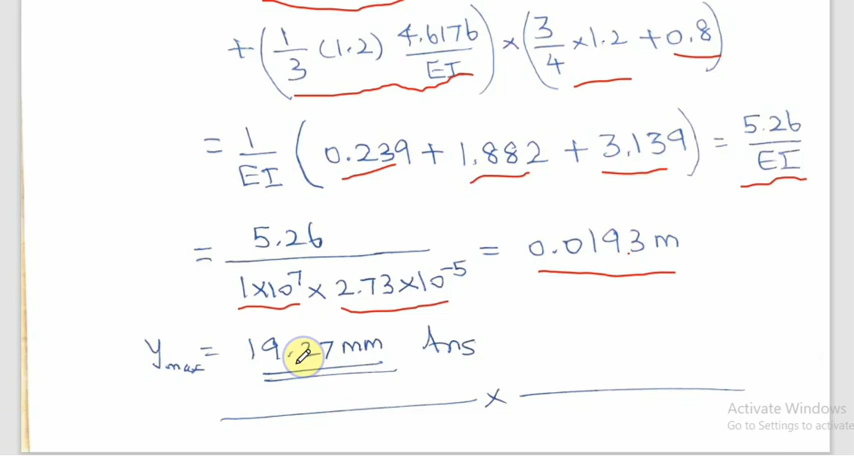 +(1/3 (1.2) 4.6176/EI) × (3/4 ×1.2 +0.8)
= 1/EI (0.239 + 1.882 + 3.139) = 5.26/EI
= 5.26/1×10⁷ × 2.73×10⁻⁵ = 0.0193 m
Ymax = 19.27 mm Ans
×
Activate Windows
Go to Settings to activate